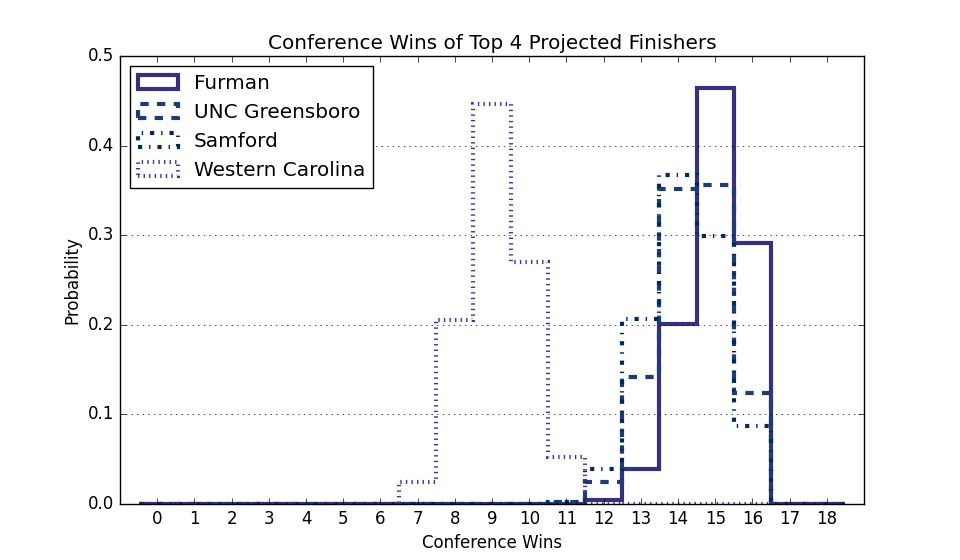 Conference Wins of Top 4 Projected Finishers
0.5
Furman
UNC Greensboro
Samford
Western Carolina
0.4
0.3
0.2
0.1
0.0
Probability
0 1 2 3 4 5 6 7 8 9 10 11 12 13 14 15 16 17 18
Conference Wins